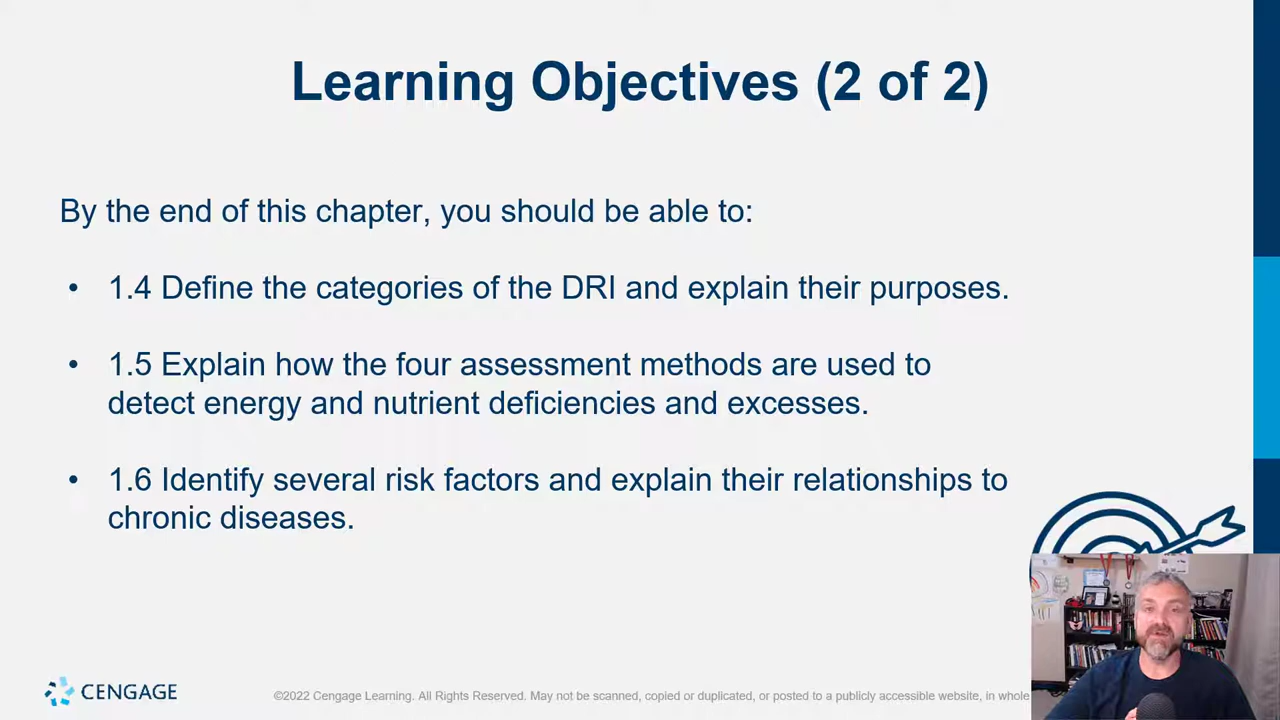 Learning Objectives (2 of 2)
By the end of this chapter, you should be able to:
• 1.4 Define the categories of the DRI and explain their purposes.
• 1.5 Explain how the four assessment methods are used to
detect energy and nutrient deficiencies and excesses.
• 1.6 Identify several risk factors and explain their relationships to
chronic diseases.
CENGAGE
©2022 Cengage Learning. All Rights Reserved. May not be scanned, copied or duplicated, or posted to a publicly accessible website, in whole